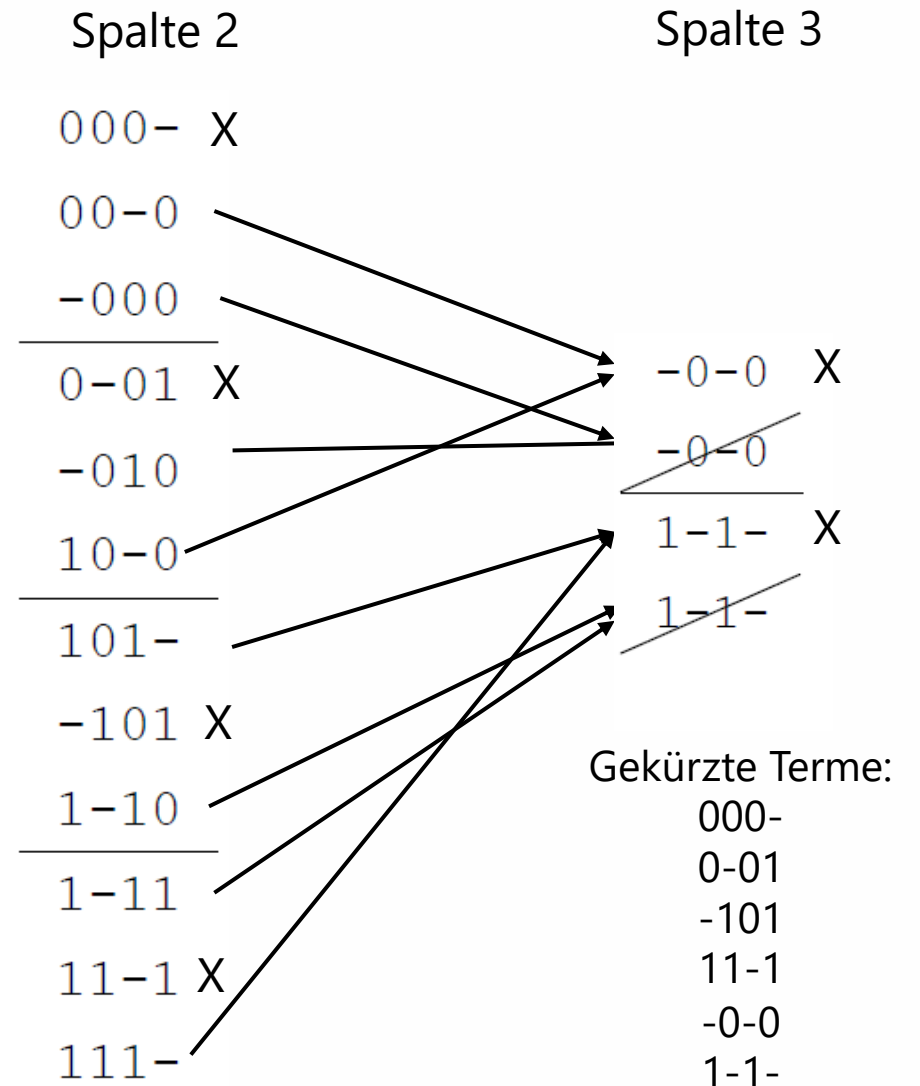 Spalte 2
000- X
00-0
-000
0-01 X
-010
10-0
101-
-101 X
1-10
1-11
11-1 X
111-
Spalte 3
-0-0 X
-0-0
1-1- X
1-1-
Gekürzte Terme:
000-
0-01
-101
11-1
-0-0
1-1-